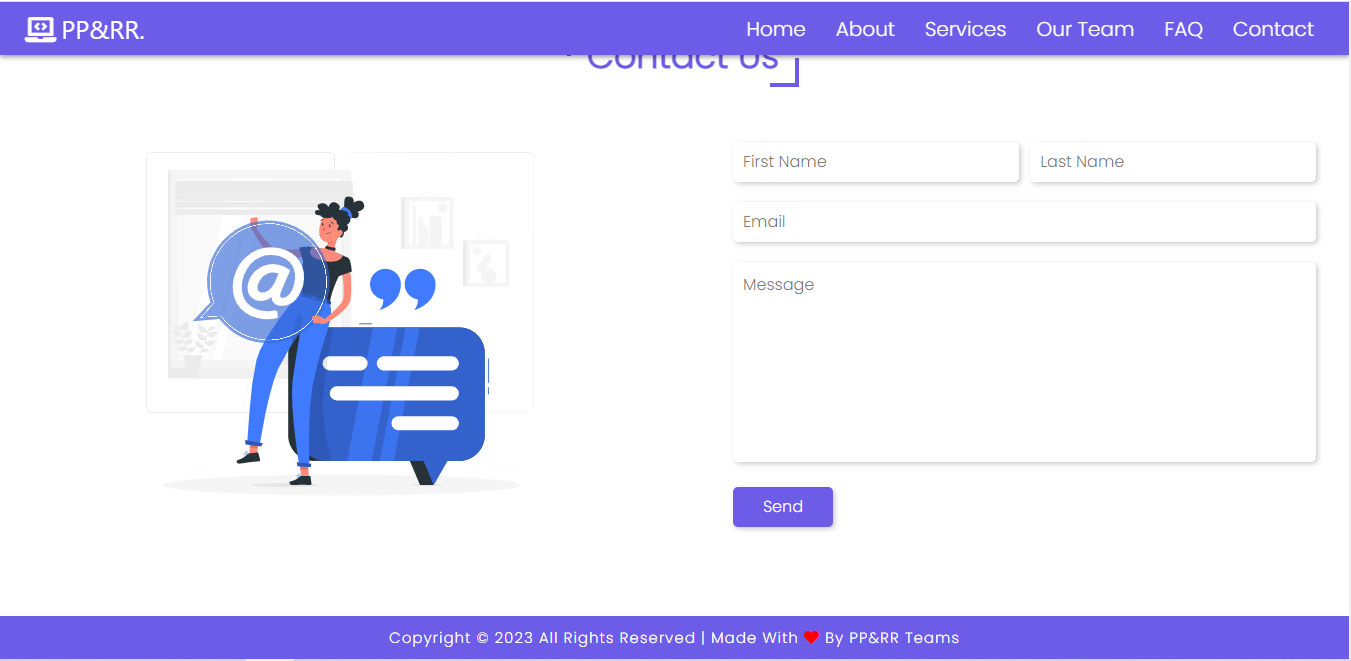 PP&RR. Home About Services Our Team FAQ Contact
Contact Us
First Name Last Name
Email
@
Message
Send
Copyright © 2023 All Rights Reserved | Made With ❤ By PP&RR Teams